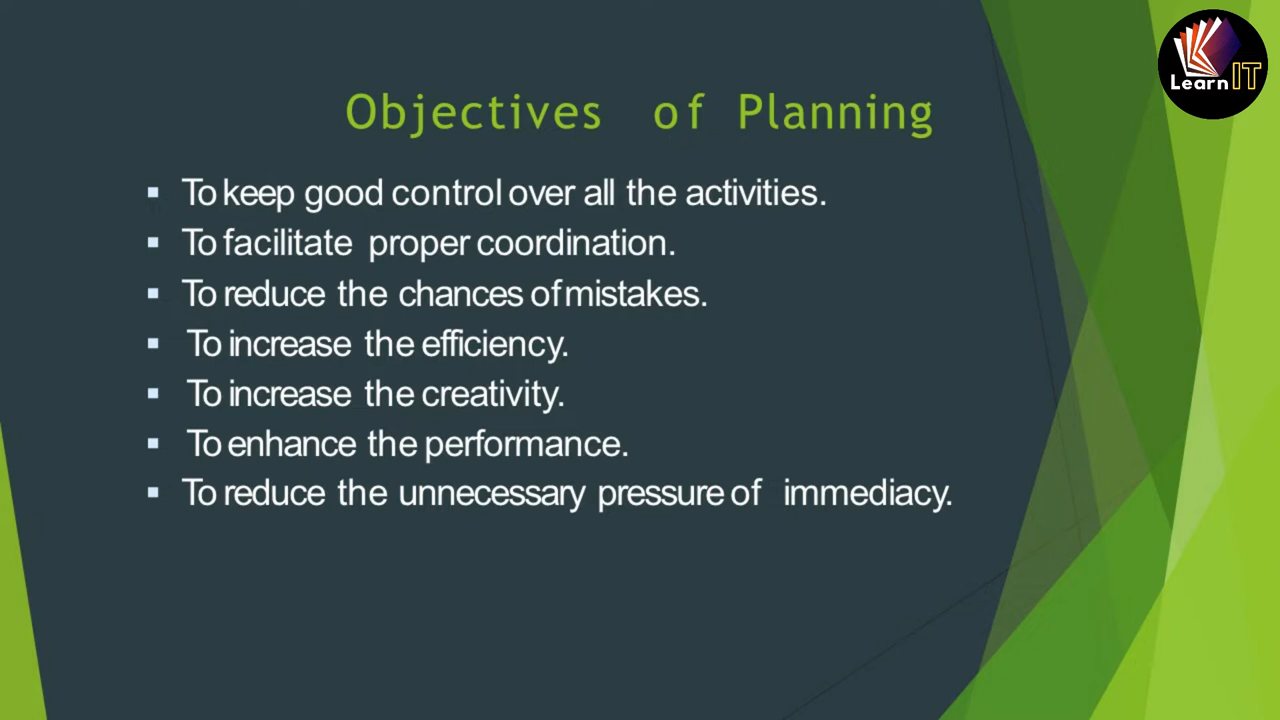 Learn IT
Objectives of Planning
▪ To keep good control over all the activities.
▪ To facilitate proper coordination.
▪ To reduce the chances of mistakes.
▪ To increase the efficiency.
▪ To increase the creativity.
▪ To enhance the performance.
▪ To reduce the unnecessary pressure of immediacy.